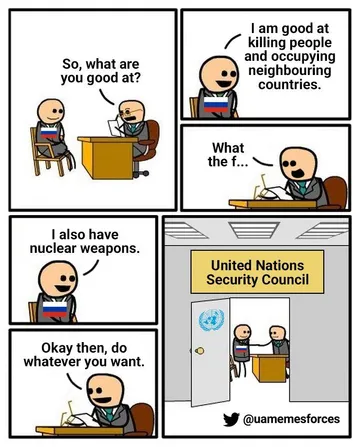 So, what are
you good at?
I am good at
killing people
and occupying
neighbouring
countries.
What
the f...
I also have
nuclear weapons.
Okay then, do
whatever you want.
United Nations
Security Council
@uamemesforces